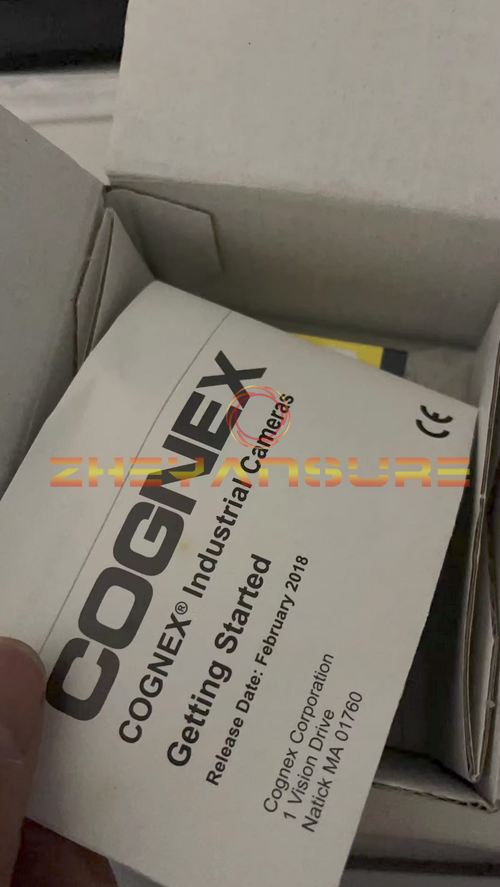 COGNEX
COGNEX® Industrial Cameras
Getting Started
Release Date: February 2018
Cognex Corporation
1 Vision Drive
Natick MA 01760
CE
ZHEYANSURE